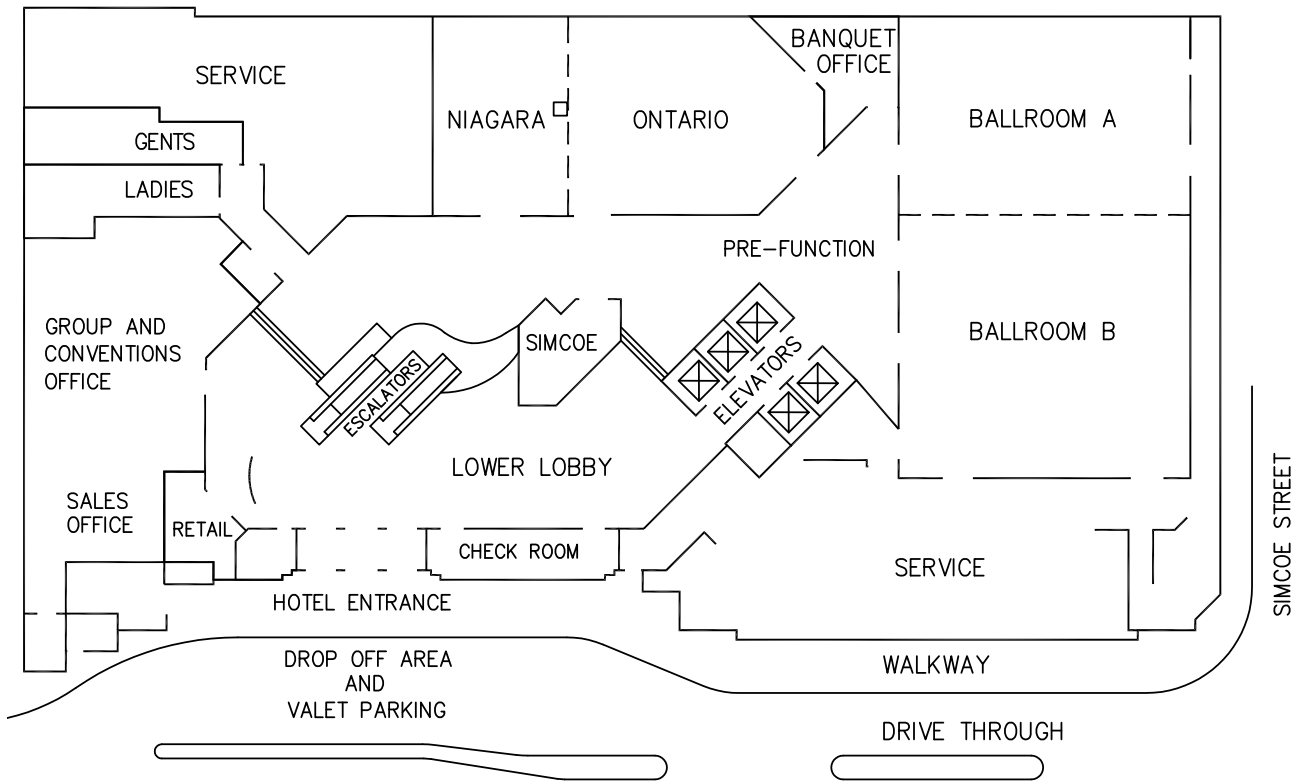 BANQUET
OFFICE
SERVICE
NIAGARA
ONTARIO
BALLROOM A
GENTS
LADIES
PRE-FUNCTION
GROUP AND
CONVENTIONS
OFFICE
SIMCOE
BALLROOM B
ESCALATORS
ELEVATORS
LOWER LOBBY
SALES
OFFICE
RETAIL
CHECK ROOM
SERVICE
SIMCOE STREET
HOTEL ENTRANCE
DROP OFF AREA
AND
VALET PARKING
WALKWAY
DRIVE THROUGH